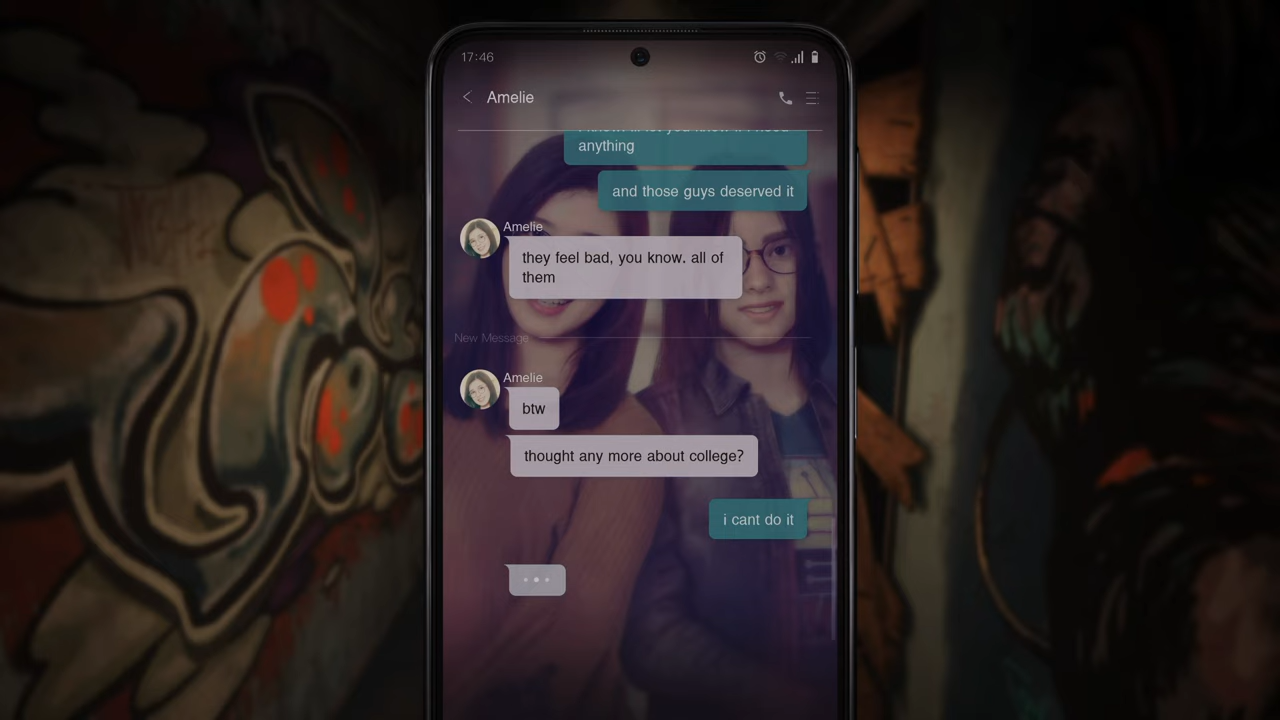 17:46
Amelie
anything
and those guys deserved it
Amelie
they feel bad, you know. all of
them
New Message
Amelie
btw
thought any more about college?
i cant do it